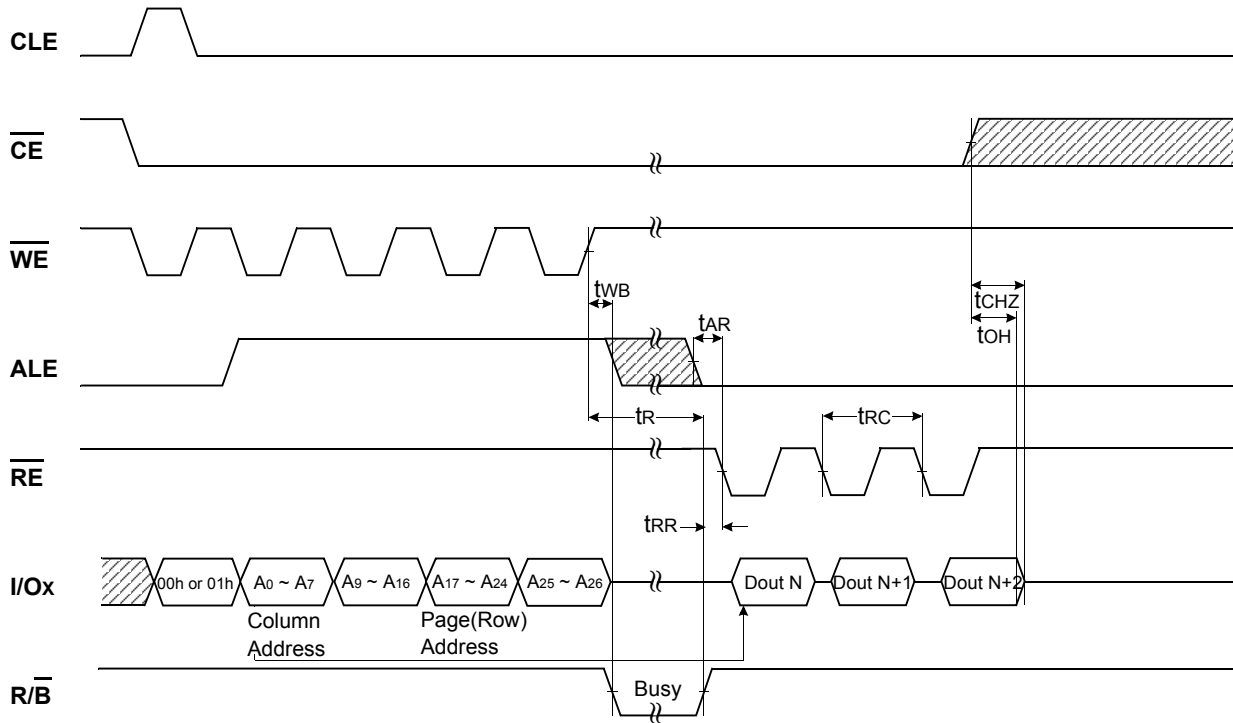 CLE
CE
WE
tWB
tCHZ
tAR
tOH
ALE
tR
tRC
RE
tRR
I/Ox
00h or 01h
A0 ~ A7
A9 ~ A16
A17 ~ A24
A25 ~ A26
Dout N
Dout N+1
Dout N+2
Column
Address
Page(Row)
Address
R/B
Busy